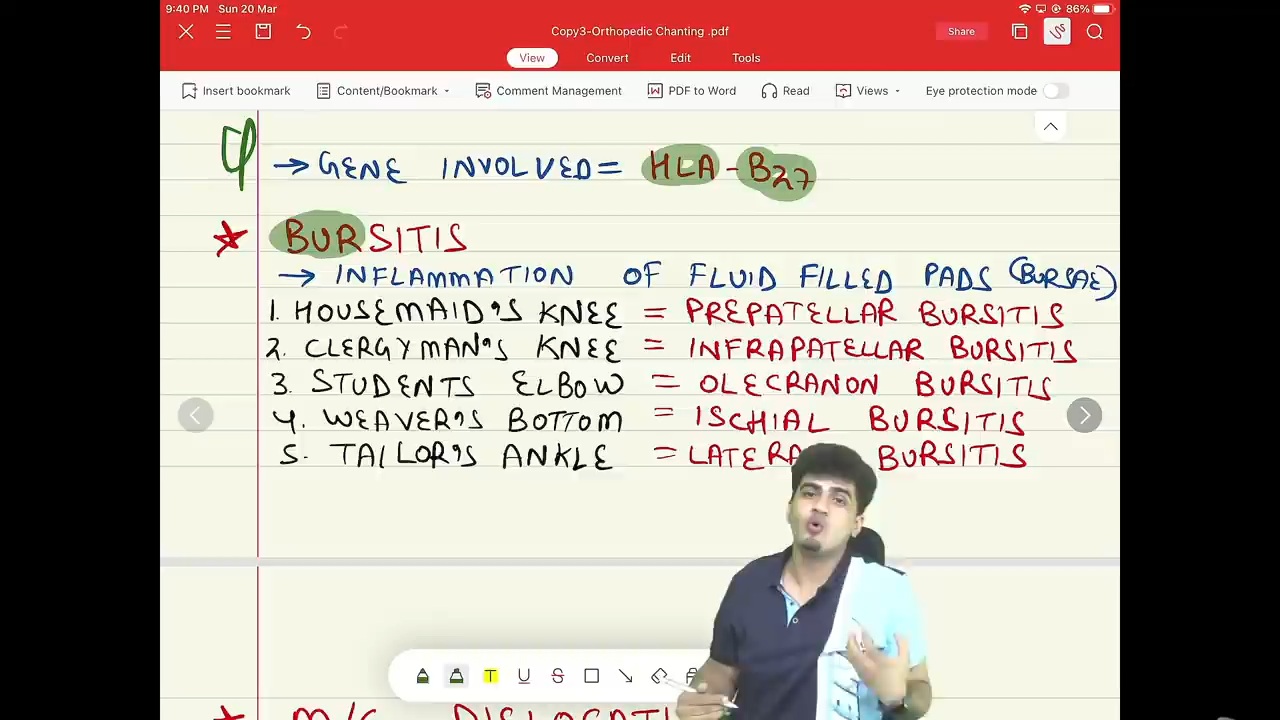 9:40 PM Sun 20 Mar 86%
Copy3-Orthopedic Chanting .pdf
Share
View Convert Edit Tools
Insert bookmark Content/Bookmark Comment Management PDF to Word Read Views Eye protection mode
→ GENE INVOLVED = HLA - B27
★ BURSITIS
→ INFLAMMATION OF FLUID FILLED PADS (BURSAE)
1. HOUSEMAID'S KNEE = PREPATELLAR BURSITIS
2. CLERGYMAN'S KNEE = INFRAPATELLAR BURSITIS
3. STUDENTS ELBOW = OLECRANON BURSITIS
4. WEAVER'S BOTTOM = ISCHIAL BURSITIS
5. TAILOR'S ANKLE = LATERA BURSITIS
T U S